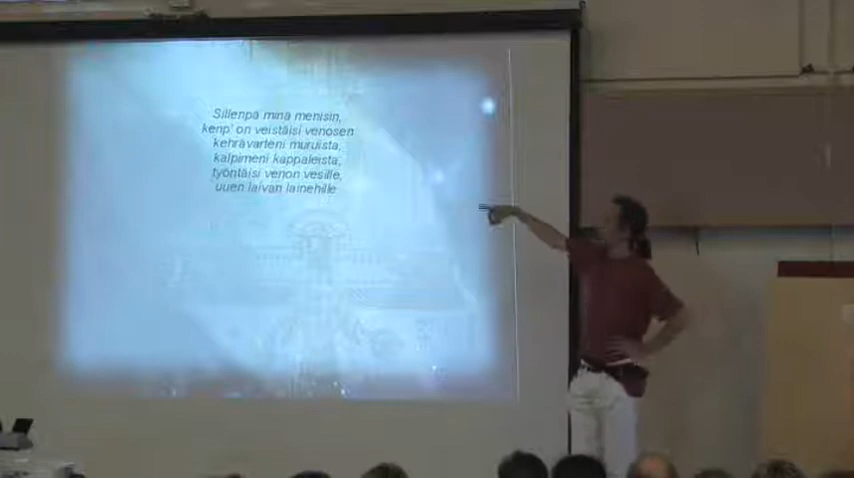 Sillenpä minä menisin,
kenp' on veistäisi venosen
kehrävarteni muruista,
kalpimeni kappaleista,
työntäisi venon vesille,
uuen laivan lainehille